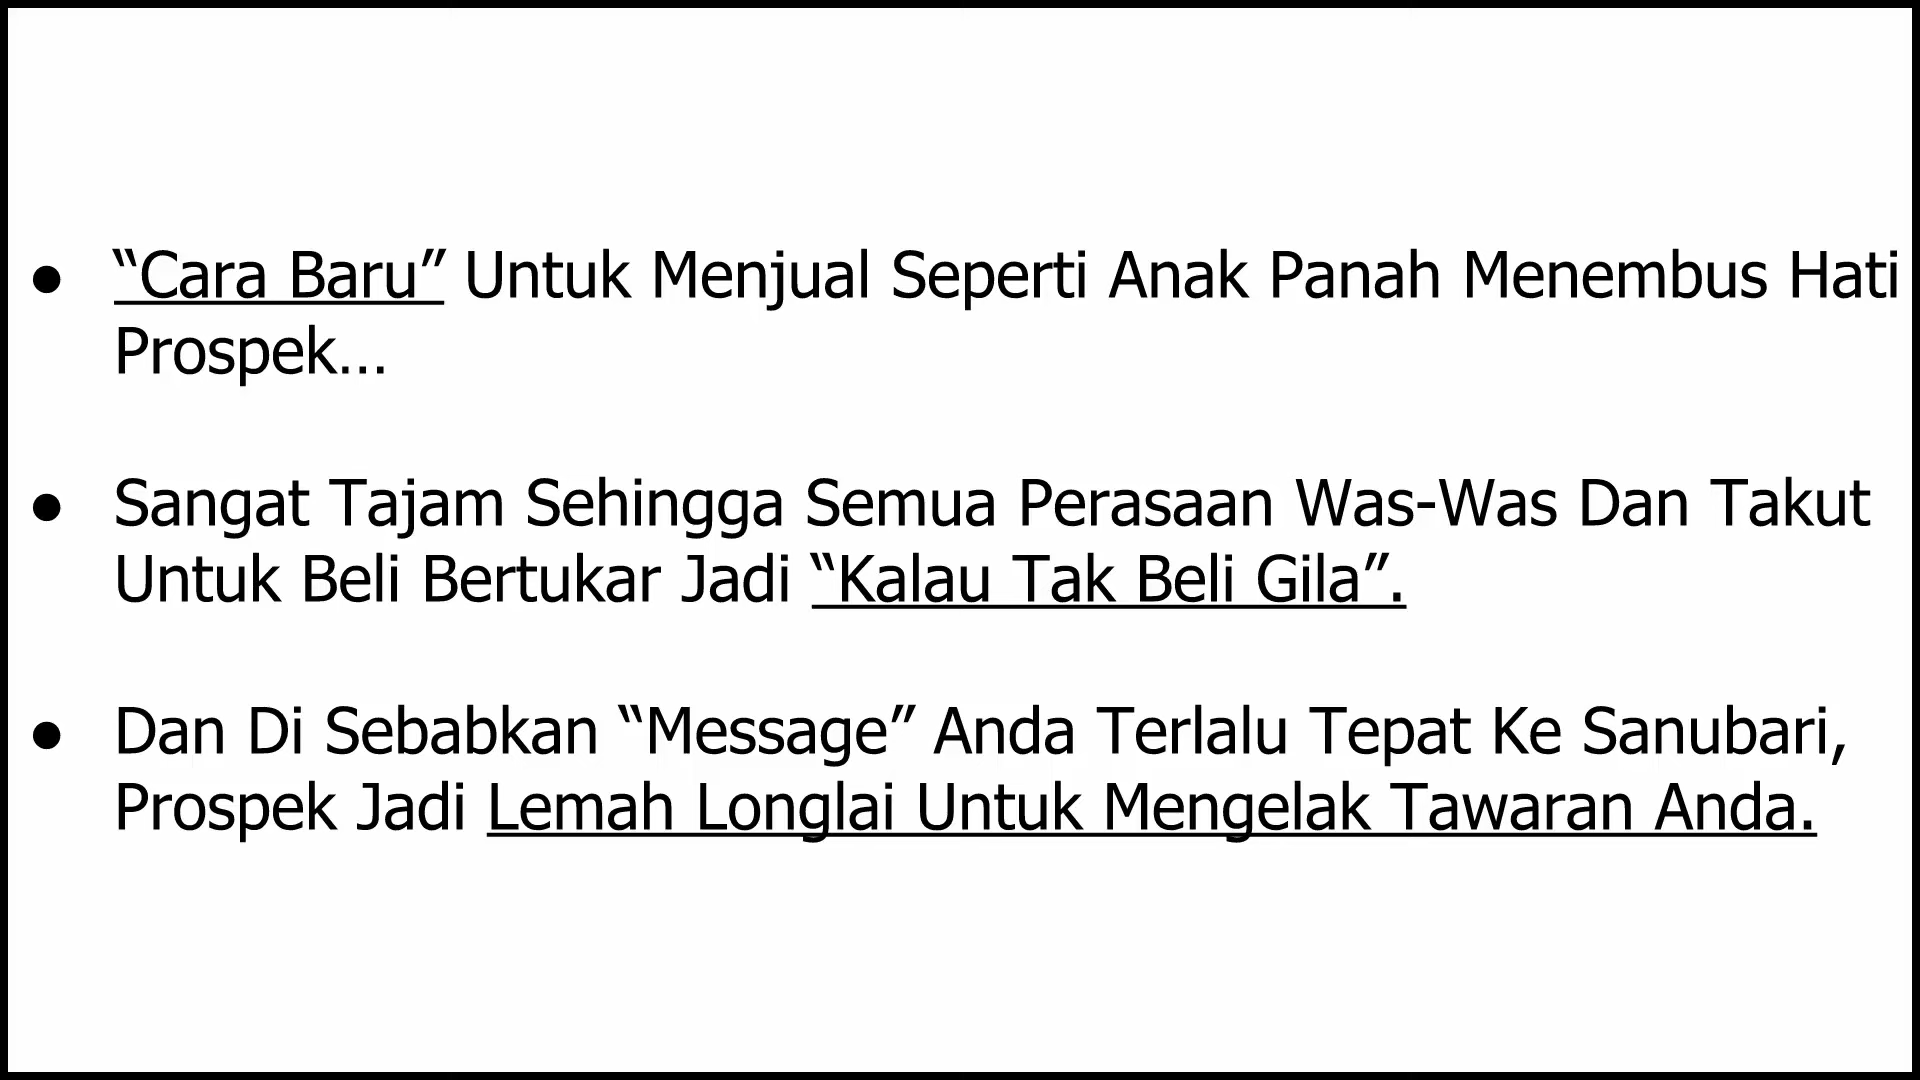 ● “Cara Baru” Untuk Menjual Seperti Anak Panah Menembus Hati
Prospek...
● Sangat Tajam Sehingga Semua Perasaan Was-Was Dan Takut
Untuk Beli Bertukar Jadi “Kalau Tak Beli Gila”.
● Dan Di Sebabkan “Message” Anda Terlalu Tepat Ke Sanubari,
Prospek Jadi Lemah Longlai Untuk Mengelak Tawaran Anda.